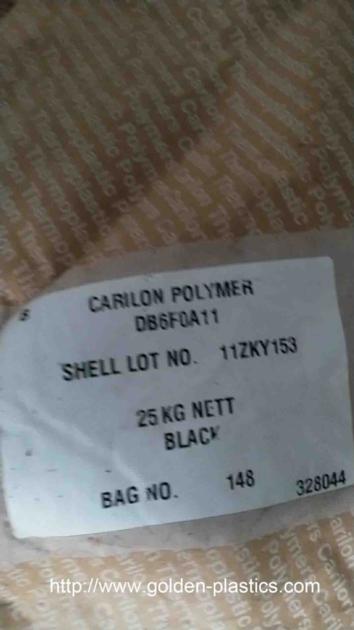 CARILON POLYMER
DB6F0A11
SHELL LOT NO. 11ZKY153
25 KG NETT
BLACK
BAG NO. 148 328044
http://www.golden-plastics.com